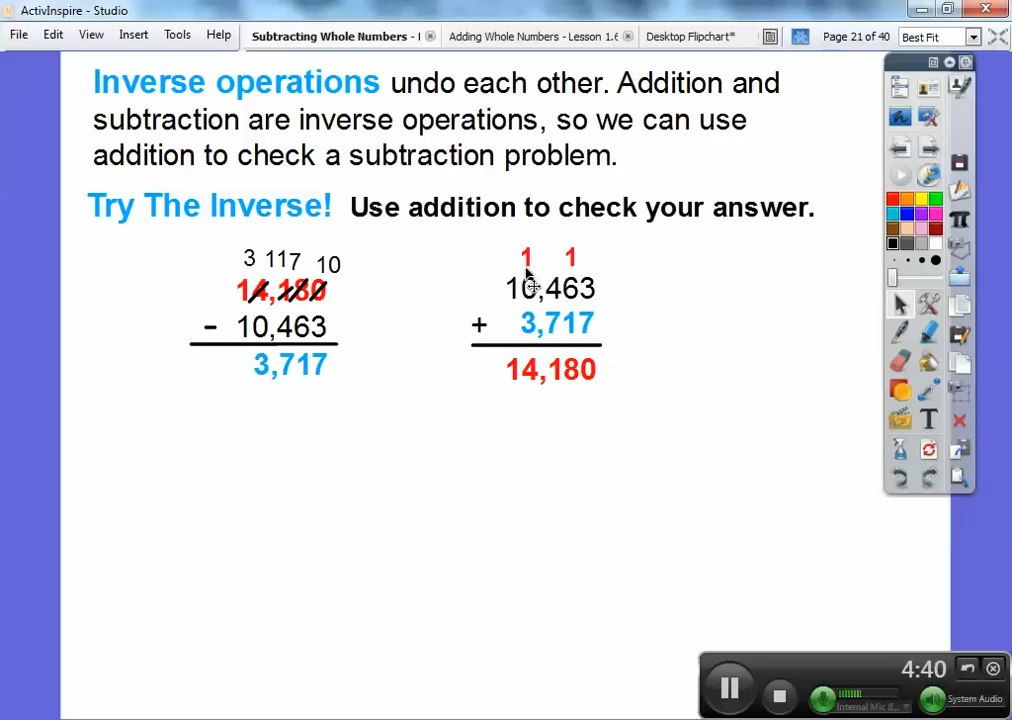 ActivInspire - Studio
File Edit View Insert Tools Help
Subtracting Whole Numbers - I Adding Whole Numbers - Lesson 1.6 Desktop Flipchart* Page 21 of 40 Best Fit
Inverse operations undo each other. Addition and
subtraction are inverse operations, so we can use
addition to check a subtraction problem.
Try The Inverse! Use addition to check your answer.
3 11 7 10
14,180
- 10,463
3,717
1 1
10,463
+ 3,717
14,180
4:40
Internal Mic (I... System Audio